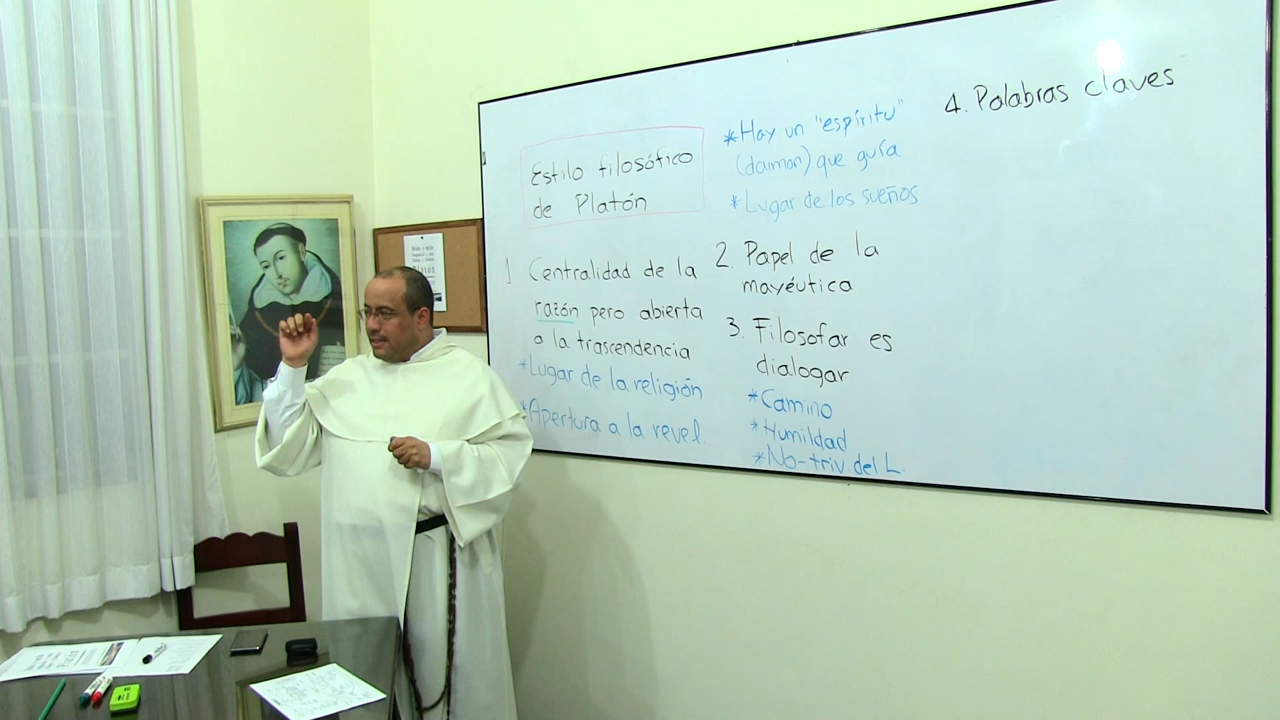 Estilo filosófico
de Platón
1 Centralidad de la
razón pero abierta
a la trascendencia
*Lugar de la religión
*Apertura a la revel.
*Hay un "espíritu"
(daimon) que guía
*Lugar de los sueños
2. Papel de la
mayéutica
3. Filosofar es
dialogar
*Camino
*Humildad
*No-triv. del L.
4. Palabras claves
Platón